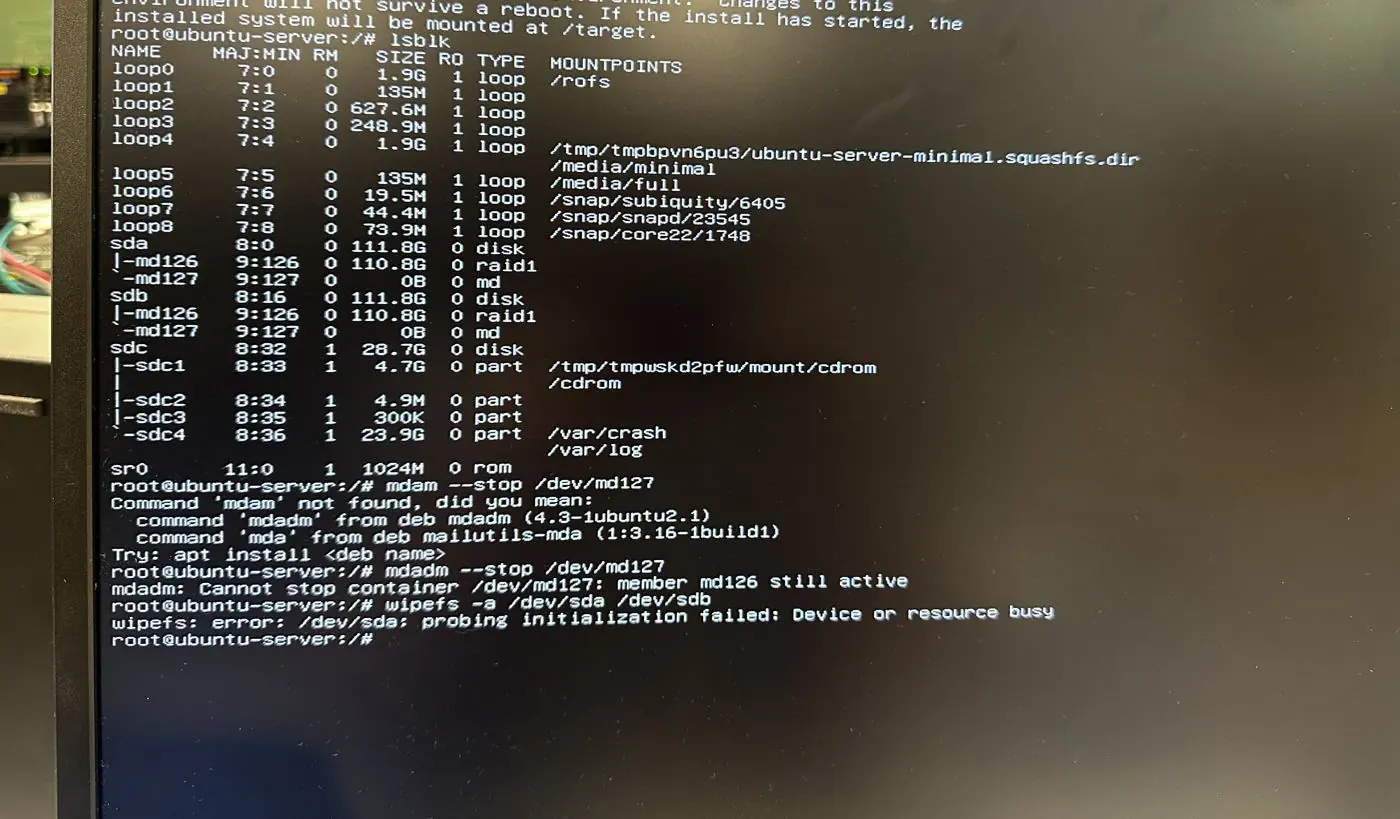 environment will not survive a reboot. If the install has started, the
installed system will be mounted at /target.
root@ubuntu-server:/# lsblk
NAME MAJ:MIN RM SIZE RO TYPE MOUNTPOINTS
loop0 7:0 0 1.9G 1 loop /rofs
loop1 7:1 0 135M 1 loop
loop2 7:2 0 627.6M 1 loop
loop3 7:3 0 248.9M 1 loop
loop4 7:4 0 1.9G 1 loop /tmp/tmpbpvn6pu3/ubuntu-server-minimal.squashfs.dir
/media/minimal
loop5 7:5 0 135M 1 loop /media/full
loop6 7:6 0 19.5M 1 loop /snap/subiquity/6405
loop7 7:7 0 44.4M 1 loop /snap/snapd/23545
loop8 7:8 0 73.9M 1 loop /snap/core22/1748
sda 8:0 0 111.8G 0 disk
|-md126 9:126 0 110.8G 0 raid1
`-md127 9:127 0 0B 0 md
sdb 8:16 0 111.8G 0 disk
|-md126 9:126 0 110.8G 0 raid1
`-md127 9:127 0 0B 0 md
sdc 8:32 1 28.7G 0 disk
|-sdc1 8:33 1 4.7G 0 part /tmp/tmpwskd2pfw/mount/cdrom
| /cdrom
|-sdc2 8:34 1 4.9M 0 part
|-sdc3 8:35 1 300K 0 part
`-sdc4 8:36 1 23.9G 0 part /var/crash
/var/log
sr0 11:0 1 1024M 0 rom
root@ubuntu-server:/# mdam --stop /dev/md127
Command 'mdam' not found, did you mean:
command 'mdadm' from deb mdadm (4.3-1ubuntu2.1)
command 'mda' from deb mailutils-mda (1:3.16-1build1)
Try: apt install <deb name>
root@ubuntu-server:/# mdadm --stop /dev/md127
mdadm: Cannot stop container /dev/md127: member md126 still active
root@ubuntu-server:/# wipefs -a /dev/sda /dev/sdb
wipefs: error: /dev/sda: probing initialization failed: Device or resource busy
root@ubuntu-server:/#